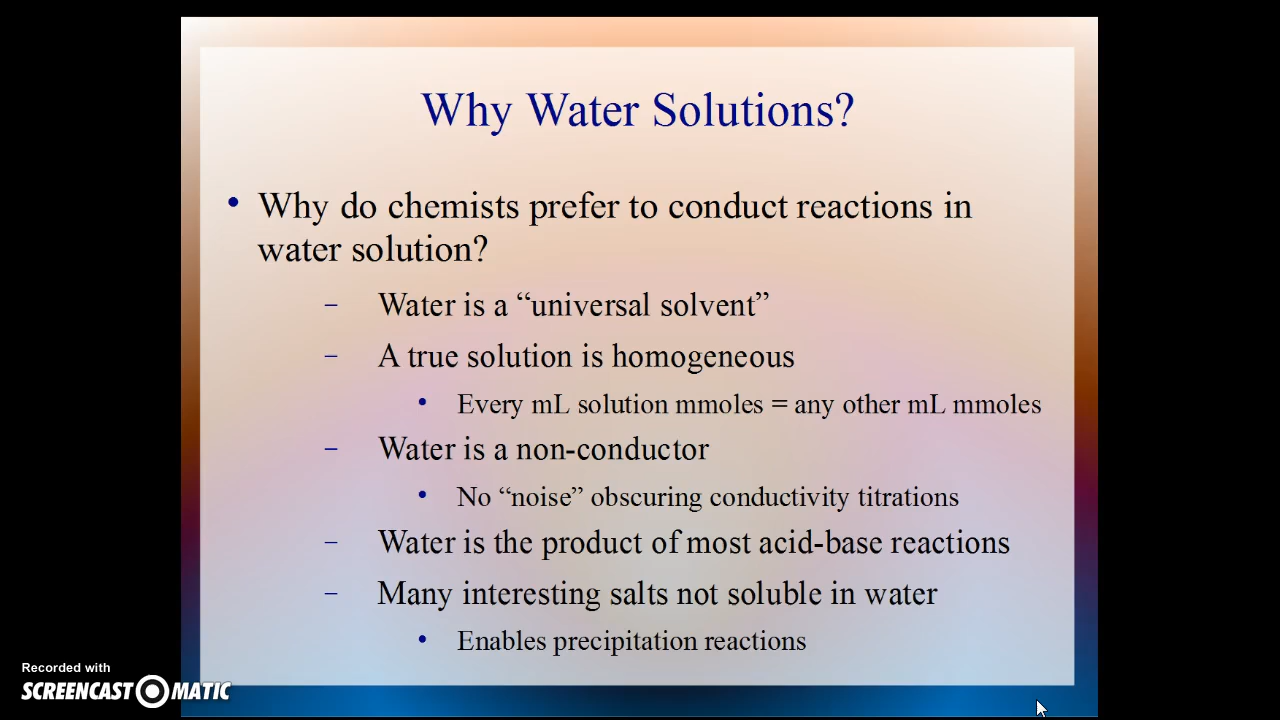 Why Water Solutions?
• Why do chemists prefer to conduct reactions in
water solution?
– Water is a “universal solvent”
– A true solution is homogeneous
• Every mL solution mmoles = any other mL mmoles
– Water is a non-conductor
• No “noise” obscuring conductivity titrations
– Water is the product of most acid-base reactions
– Many interesting salts not soluble in water
• Enables precipitation reactions
Recorded with
SCREENCAST O MATIC